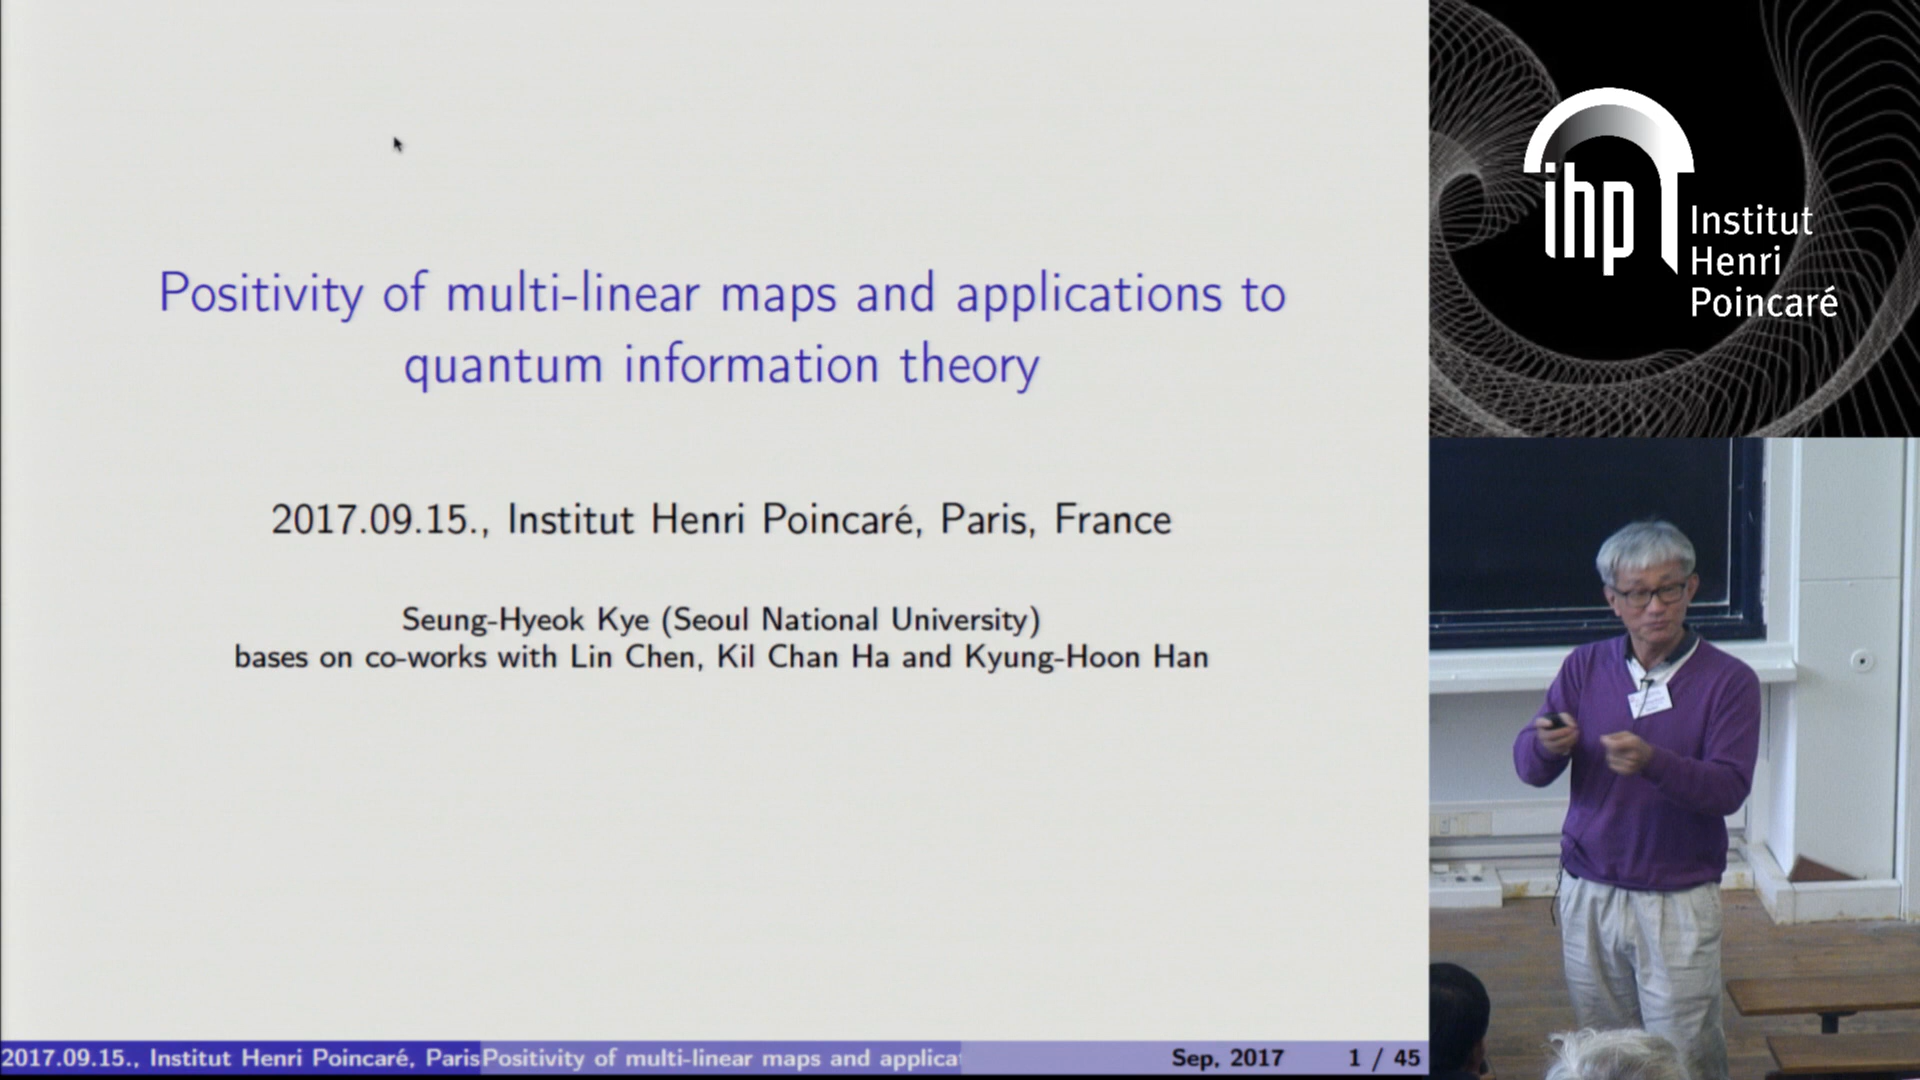 Positivity of multi-linear maps and applications to
quantum information theory
2017.09.15., Institut Henri Poincaré, Paris, France
Seung-Hyeok Kye (Seoul National University)
bases on co-works with Lin Chen, Kil Chan Ha and Kyung-Hoon Han
2017.09.15., Institut Henri Poincaré, Paris
Positivity of multi-linear maps and applica
Sep, 2017
1 / 45
ihp
Institut
Henri
Poincaré